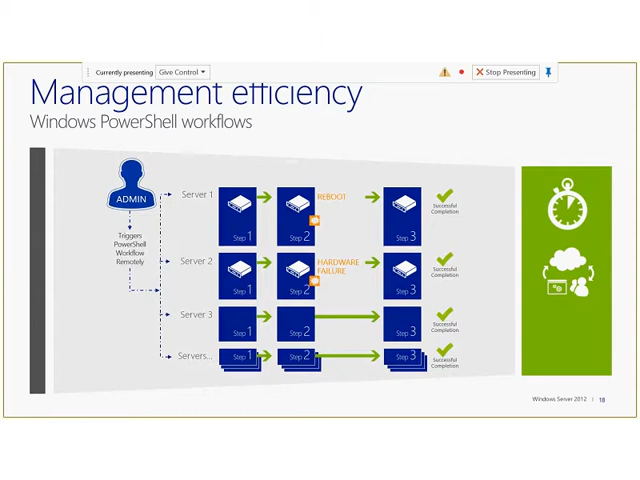 Currently presenting Give Control Stop Presenting
Management efficiency
Windows PowerShell workflows
ADMIN
Triggers
PowerShell
Workflow
Remotely
Server 1
Step 1
Step 2
REBOOT
Step 3
Successful
Completion
Server 2
Step 1
Step 2
HARDWARE
FAILURE
Step 3
Successful
Completion
Server 3
Step 1
Step 2
Step 3
Successful
Completion
Servers...
Step 1
Step 2
Step 3
Successful
Completion
Windows Server 2012 | 18